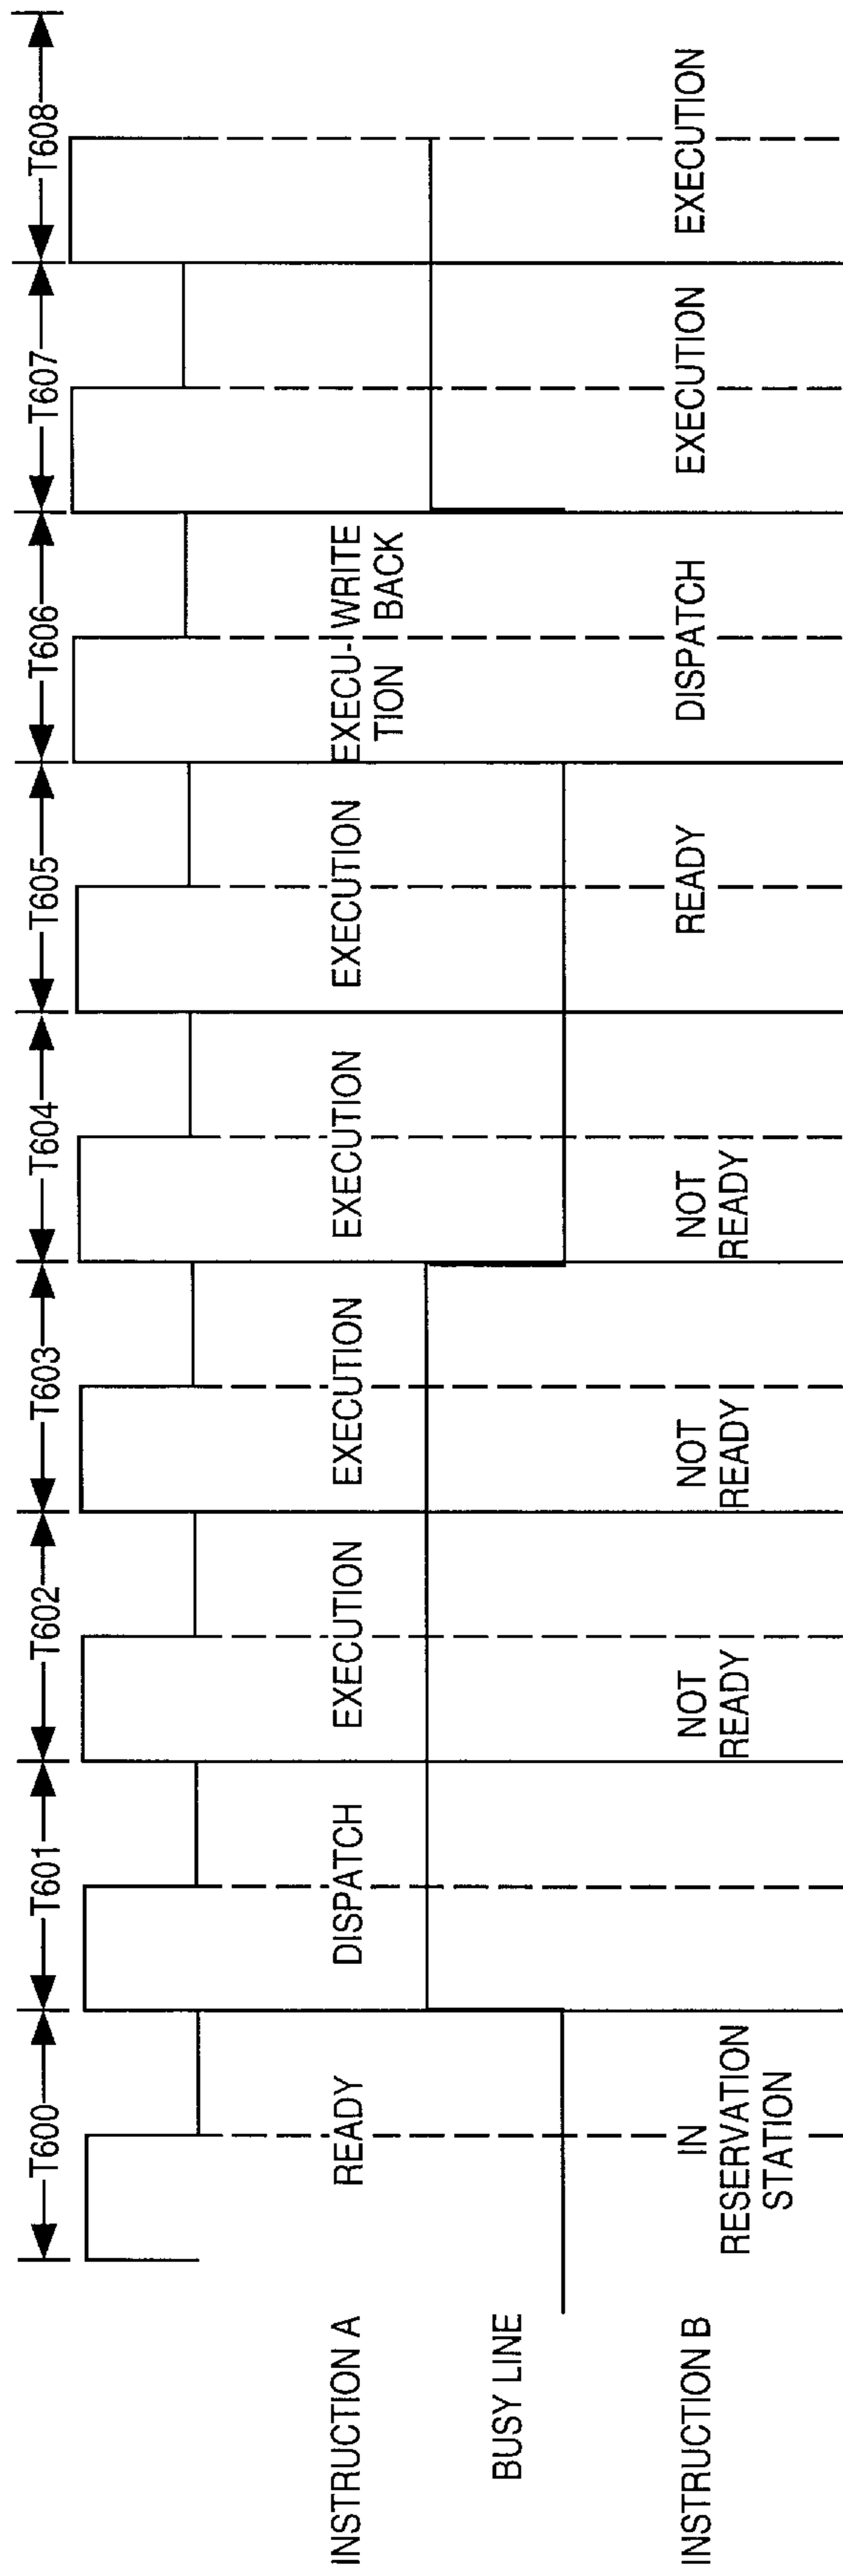 T600
T601
T602
T603
T604
T605
T606
T607
T608
INSTRUCTION A
READY
DISPATCH
EXECUTION
EXECUTION
EXECUTION
EXECUTION
EXECU-
TION
WRITE
BACK
BUSY LINE
INSTRUCTION B
IN
RESERVATION
STATION
NOT
READY
NOT
READY
NOT
READY
READY
DISPATCH
EXECUTION
EXECUTION